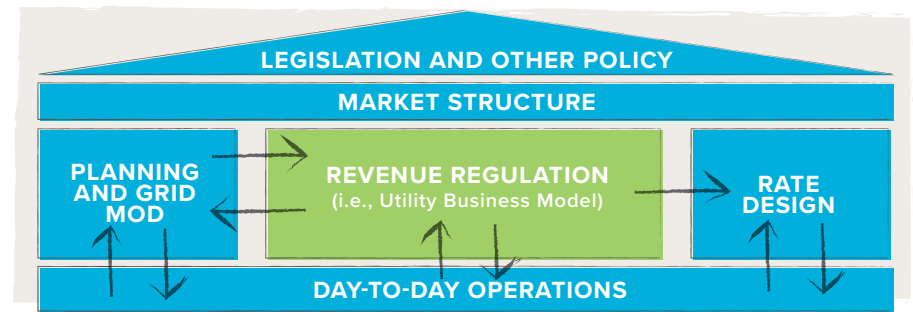 LEGISLATION AND OTHER POLICY
MARKET STRUCTURE
PLANNING
AND GRID
MOD
REVENUE REGULATION
(i.e., Utility Business Model)
RATE
DESIGN
DAY-TO-DAY OPERATIONS